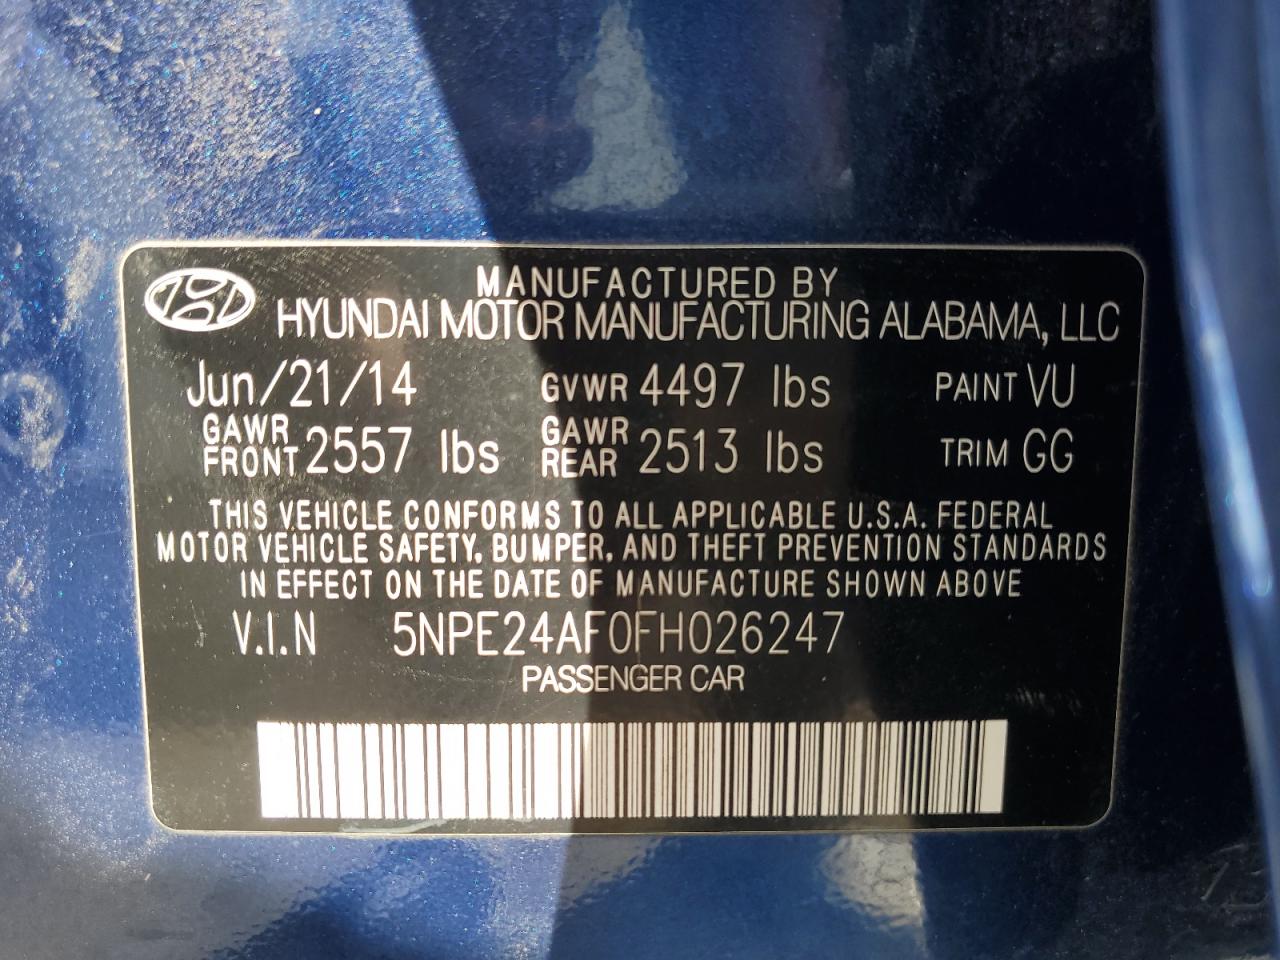 MANUFACTURED BY
HYUNDAI MOTOR MANUFACTURING ALABAMA, LLC
Jun/21/14 GVWR 4497 lbs PAINT VU
GAWR FRONT 2557 lbs GAWR REAR 2513 lbs TRIM GG
THIS VEHICLE CONFORMS TO ALL APPLICABLE U.S.A. FEDERAL
MOTOR VEHICLE SAFETY, BUMPER, AND THEFT PREVENTION STANDARDS
IN EFFECT ON THE DATE OF MANUFACTURE SHOWN ABOVE
V.I.N 5NPE24AF0FH026247
PASSENGER CAR